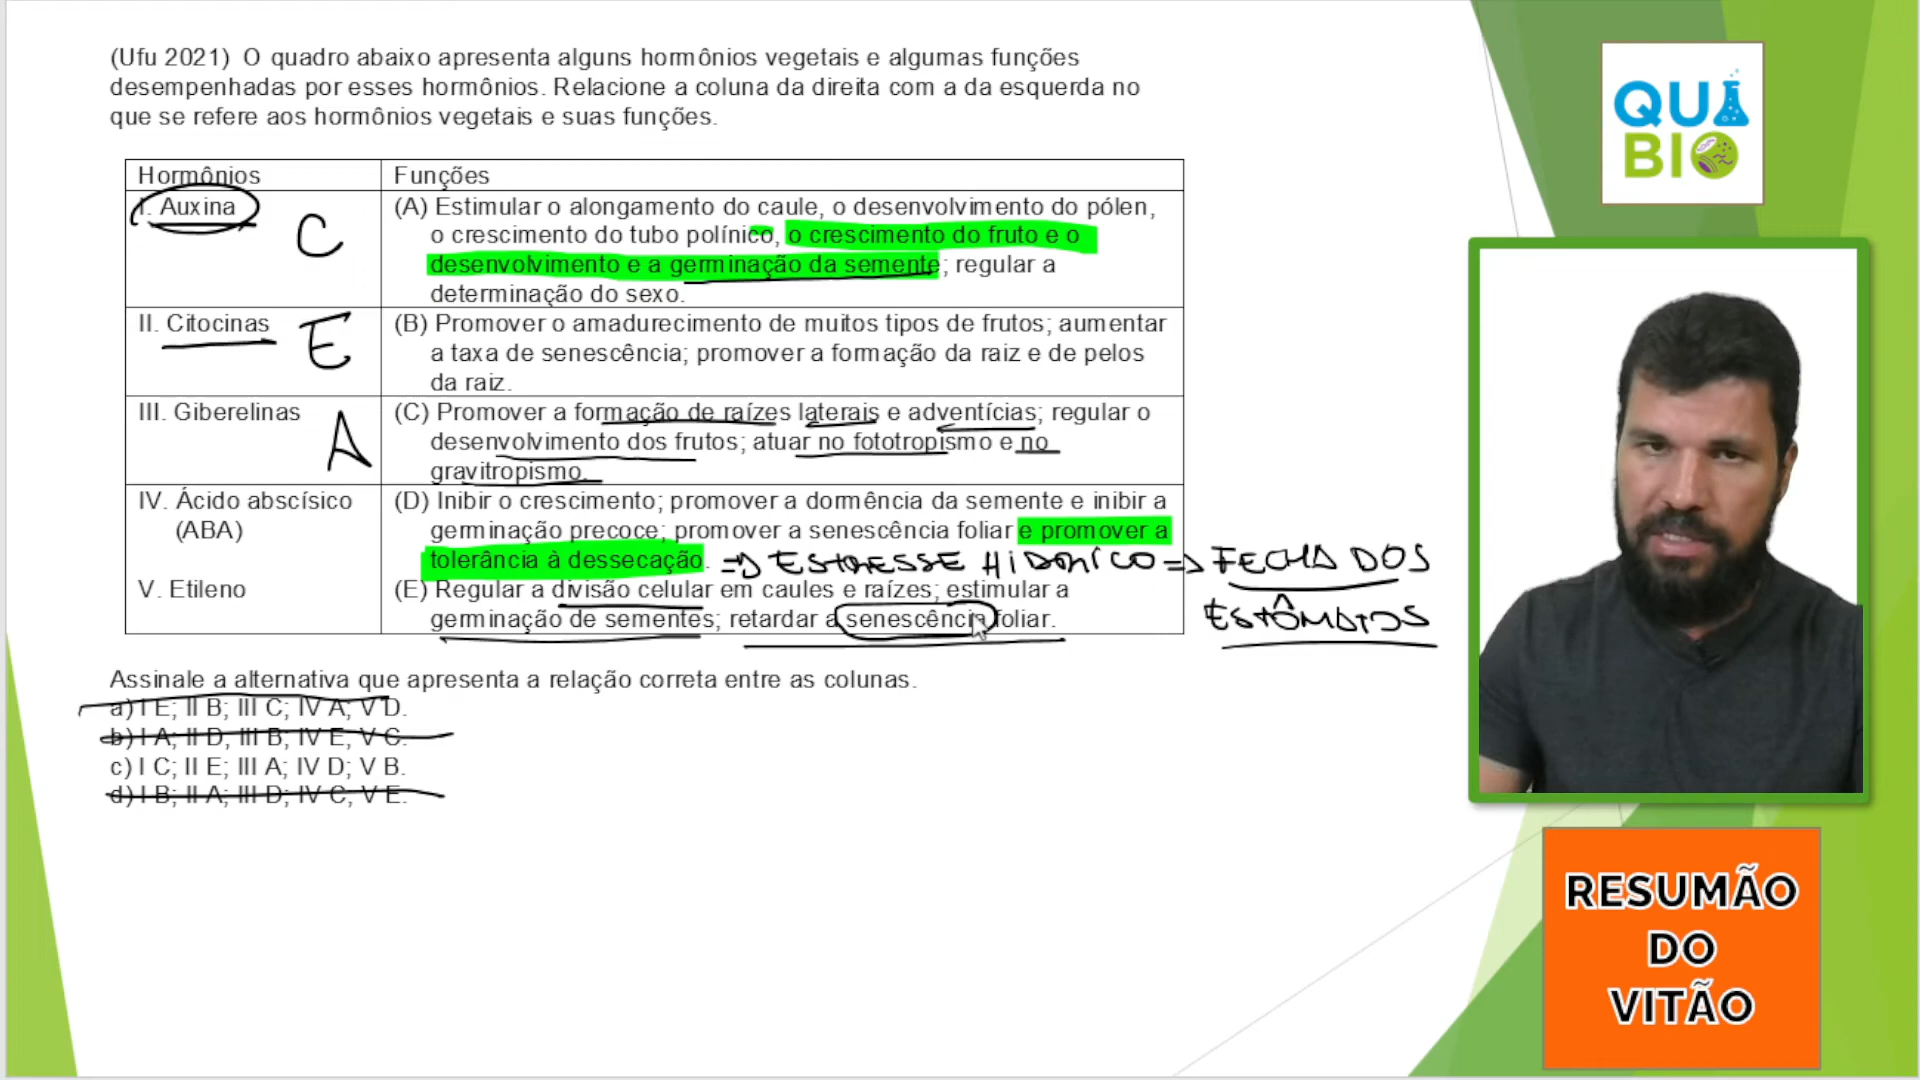 (Ufu 2021) O quadro abaixo apresenta alguns hormônios vegetais e algumas funções
desempenhadas por esses hormônios. Relacione a coluna da direita com a da esquerda no
que se refere aos hormônios vegetais e suas funções.
Hormônios Funções
I. Auxina C
(A) Estimular o alongamento do caule, o desenvolvimento do pólen,
o crescimento do tubo polínico, o crescimento do fruto e o
desenvolvimento e a germinação da semente; regular a
determinação do sexo.
II. Citocinas E
(B) Promover o amadurecimento de muitos tipos de frutos; aumentar
a taxa de senescência; promover a formação da raiz e de pelos
da raiz.
III. Giberelinas A
(C) Promover a formação de raízes laterais e adventícias; regular o
desenvolvimento dos frutos; atuar no fototropismo e no
gravitropismo.
IV. Ácido abscísico
(ABA)
(D) Inibir o crescimento; promover a dormência da semente e inibir a
germinação precoce; promover a senescência foliar e promover a
tolerância à dessecação. => ESTRESSE HÍDRICO => FECHA DOS
ESTÔMATOS
V. Etileno
(E) Regular a divisão celular em caules e raízes; estimular a
germinação de sementes; retardar a senescência foliar.
Assinale a alternativa que apresenta a relação correta entre as colunas.
a) I E; II B; III C; IV A; V D.
b) I A; II D, III B; IV E, V C.
c) I C; II E; III A; IV D; V B.
d) I B; II A; III D; IV C, V E.
QUÍ
BIO
RESUMÃO
DO
VITÃO